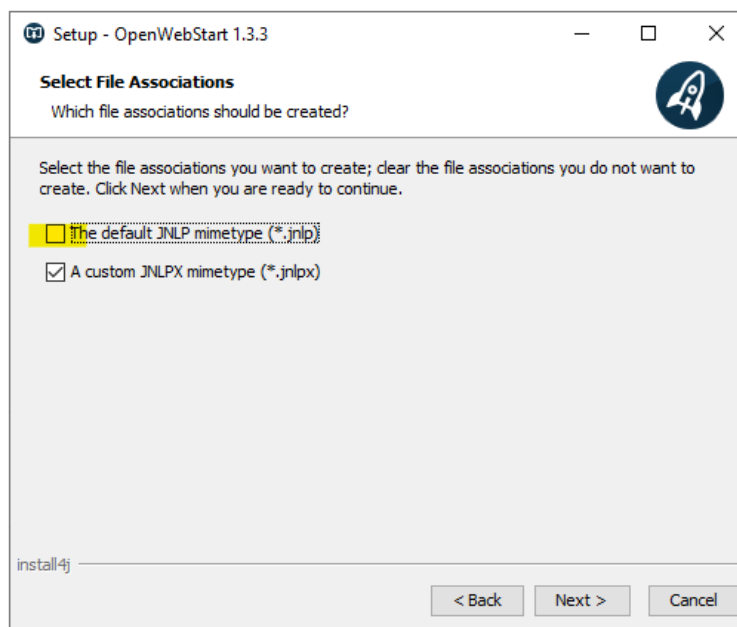 Setup - OpenWebStart 1.3.3
Select File Associations
Which file associations should be created?
Select the file associations you want to create; clear the file associations you do not want to
create. Click Next when you are ready to continue.
The default JNLP mimetype (*.jnlp)
A custom JNLPX mimetype (*.jnlpx)
install4j
< Back
Next >
Cancel